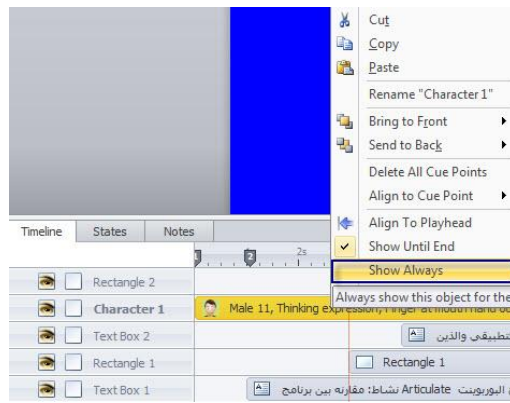 Cut
Copy
Paste
Rename "Character 1"
Bring to Front
Send to Back
Delete All Cue Points
Align to Cue Point
Align To Playhead
Show Until End
Show Always
Always show this object for the
Timeline States Notes
1 2 2s
Rectangle 2
Character 1 Male 11, Thinking expression, Finger at mouth Hand
Text Box 2 تطبيقي والذين
Rectangle 1 Rectangle 1
Text Box 1 البوربوينت Articulate نشاط: مقارنه بين برنامج